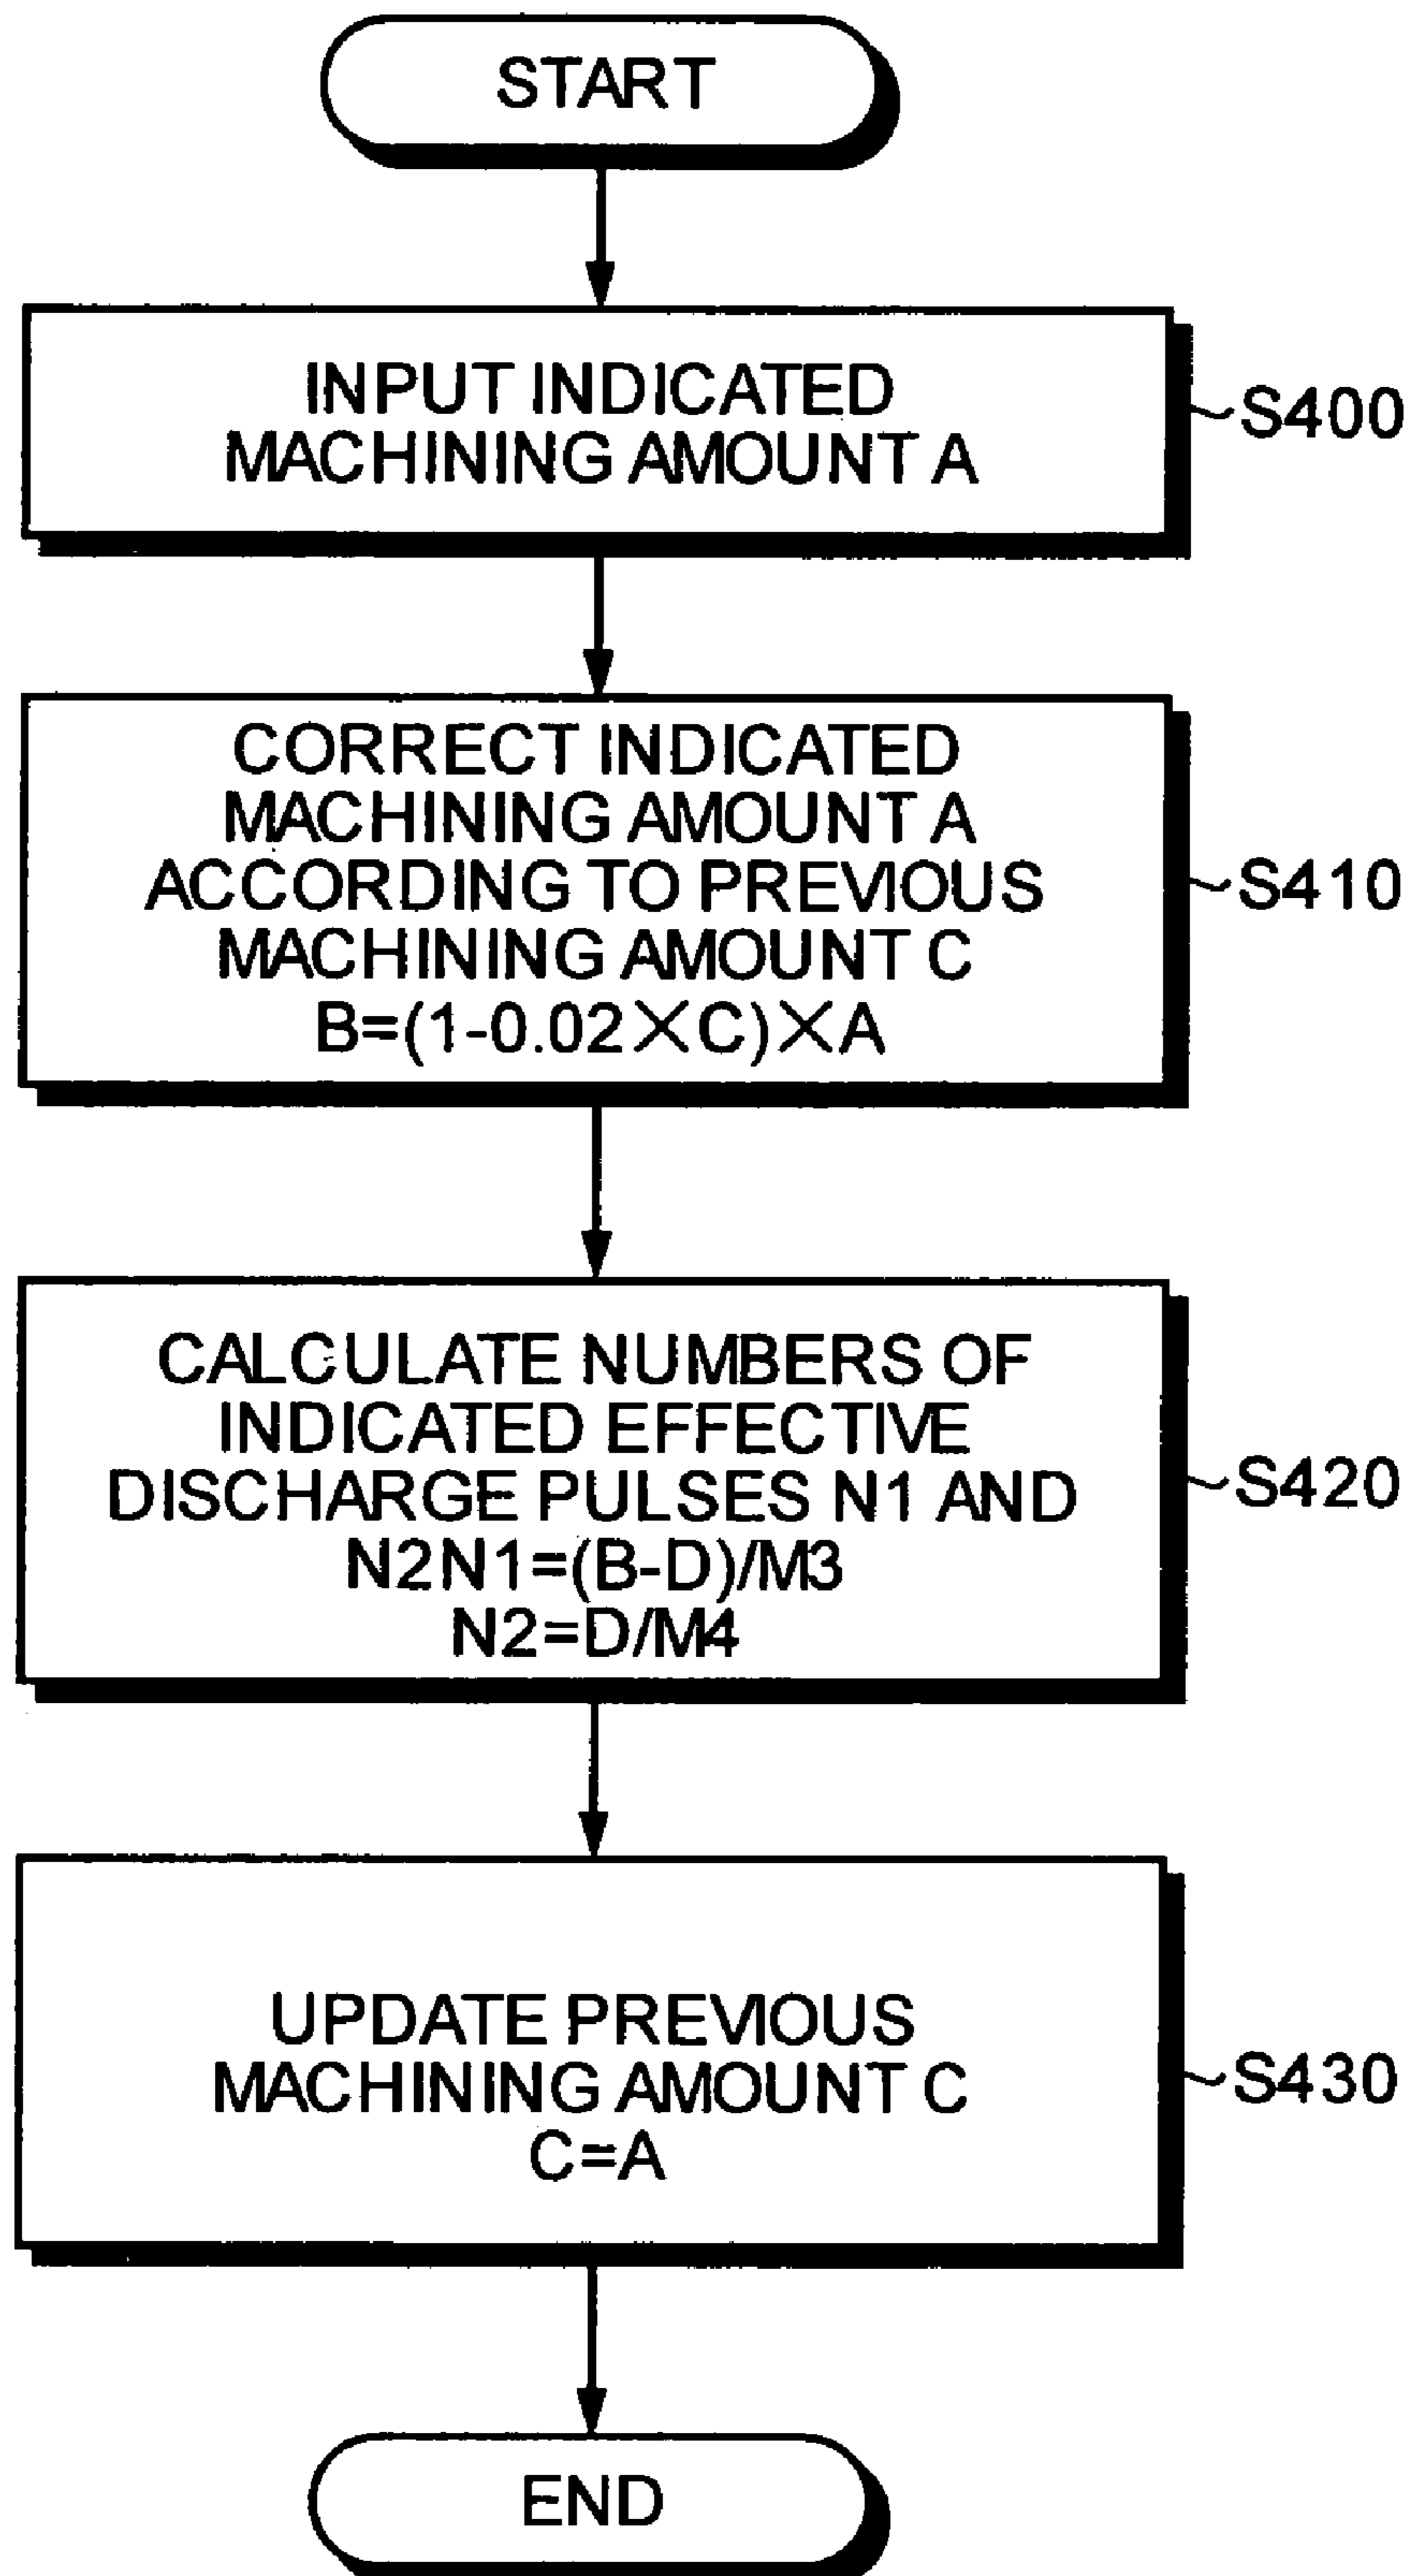 START
INPUT INDICATED
MACHINING AMOUNT A
S400
CORRECT INDICATED
MACHINING AMOUNT A
ACCORDING TO PREVIOUS
MACHINING AMOUNT C
B=(1-0.02×C)×A
S410
CALCULATE NUMBERS OF
INDICATED EFFECTIVE
DISCHARGE PULSES N1 AND
N2N1=(B-D)/M3
N2=D/M4
S420
UPDATE PREVIOUS
MACHINING AMOUNT C
C=A
S430
END